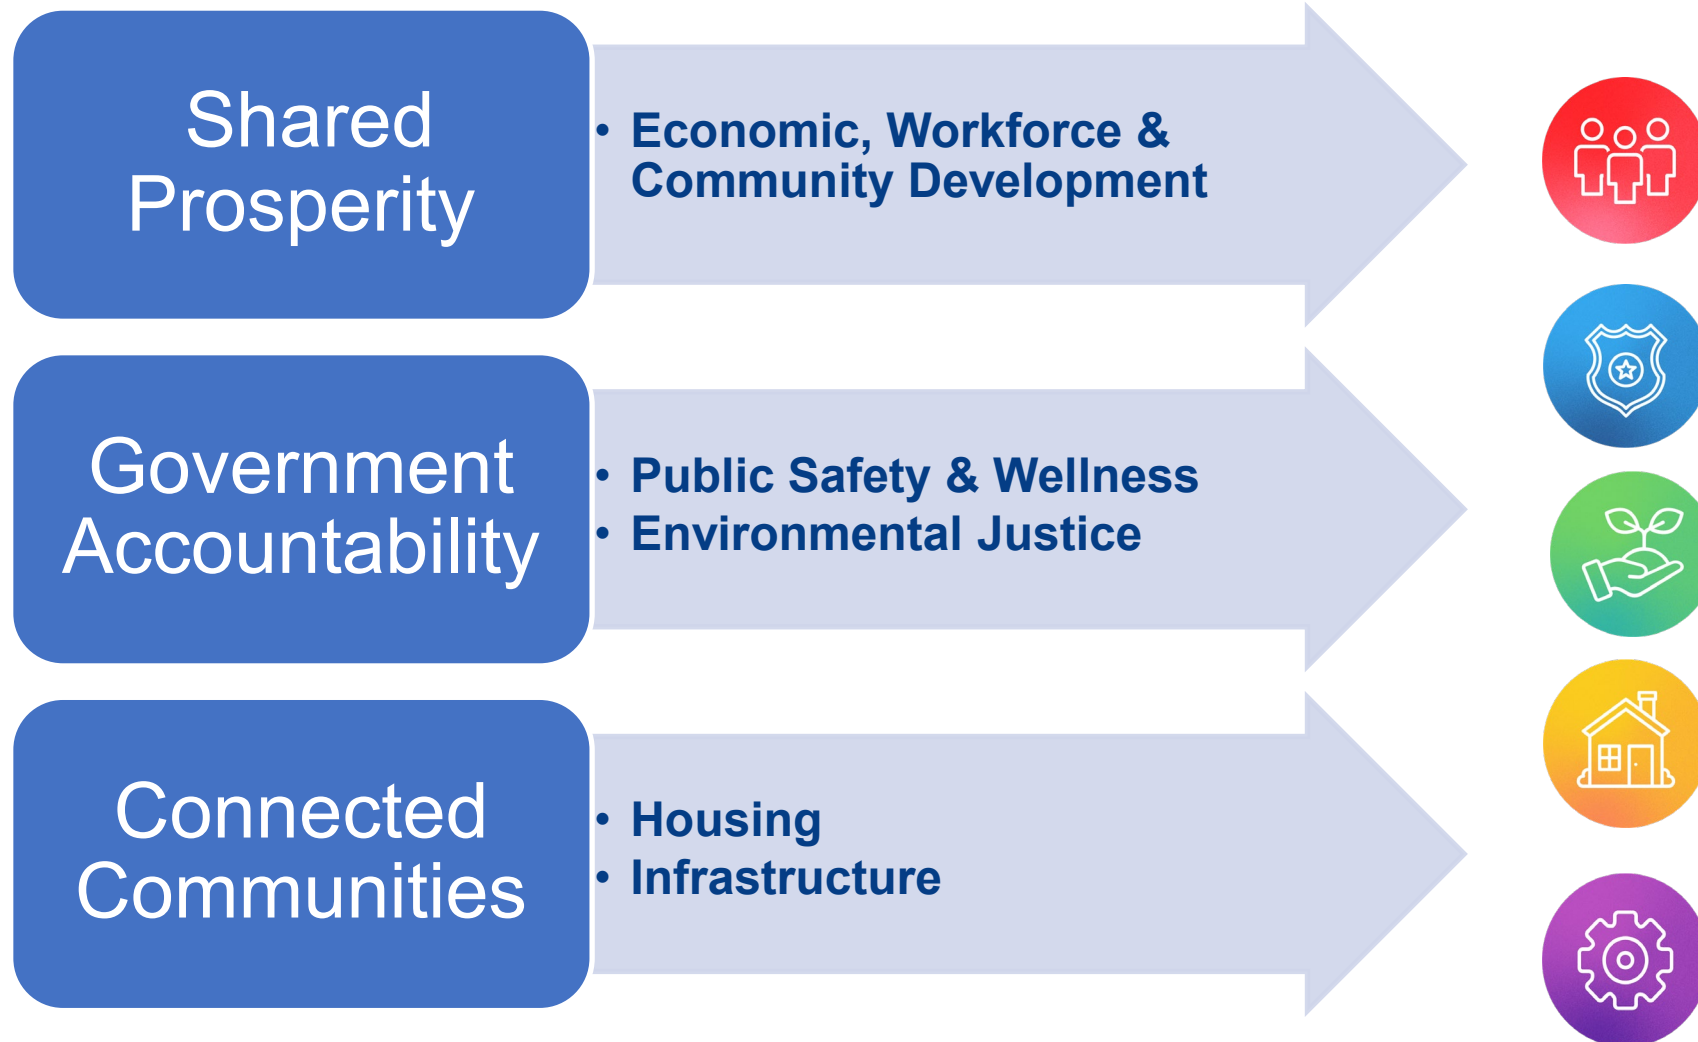 Shared
Prosperity
• Economic, Workforce &
Community Development
Government
Accountability
• Public Safety & Wellness
• Environmental Justice
Connected
Communities
• Housing
• Infrastructure